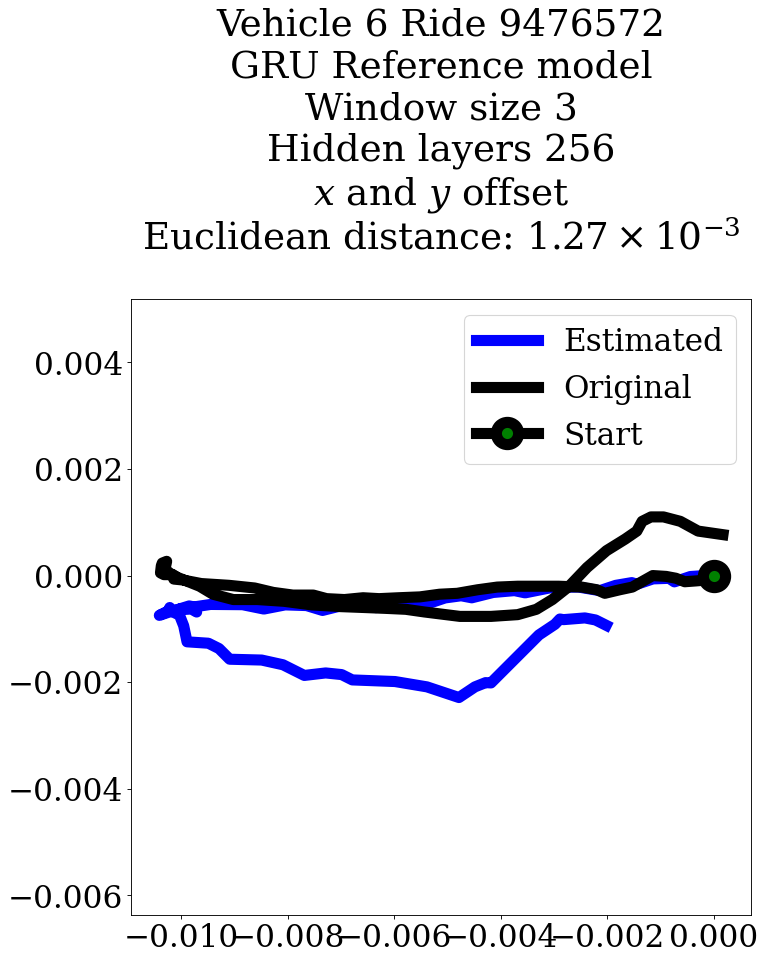 Vehicle 6 Ride 9476572
GRU Reference model
Window size 3
Hidden layers 256
x and y offset
Euclidean distance: 1.27 × 10⁻³
Estimated
Original
Start
0.004
0.002
0.000
−0.002
−0.004
−0.006
−0.010 −0.008 −0.006 −0.004 −0.002 0.000